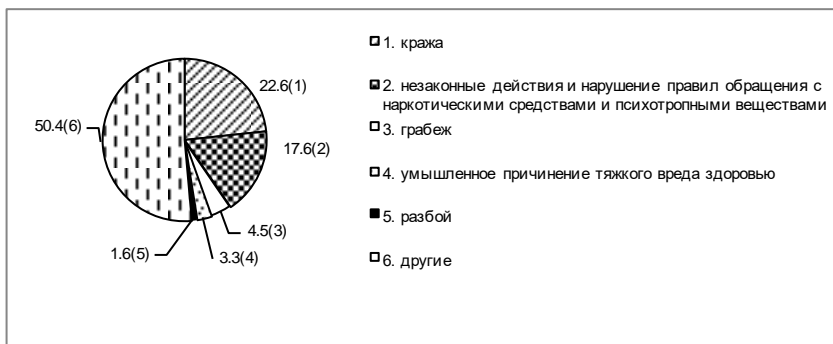 1. кража
22.6(1)
2. незаконные действия и нарушение правил обращения с
наркотическими средствами и психотропными веществами
50.4(6)
3. грабеж
17.6(2)
4. умышленное причинение тяжкого вреда здоровью
5. разбой
4.5(3)
1.6(5)
3.3(4)
6. другие